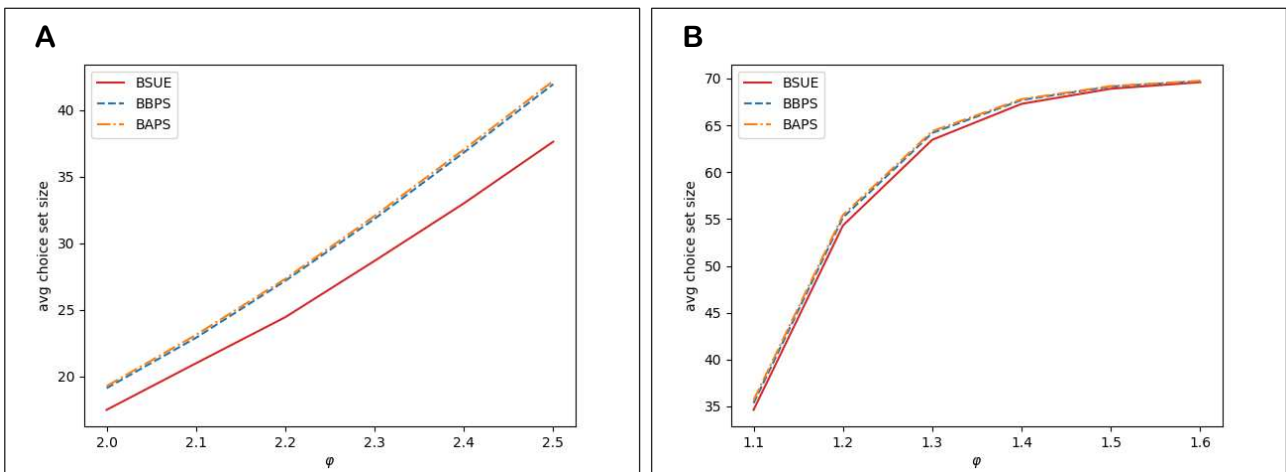 A
BSUE
BBPS
BAPS
avg choice set size
40
35
30
25
20
2.0 2.1 2.2 2.3 2.4 2.5
φ
B
BSUE
BBPS
BAPS
avg choice set size
70
65
60
55
50
45
40
35
1.1 1.2 1.3 1.4 1.5 1.6
φ